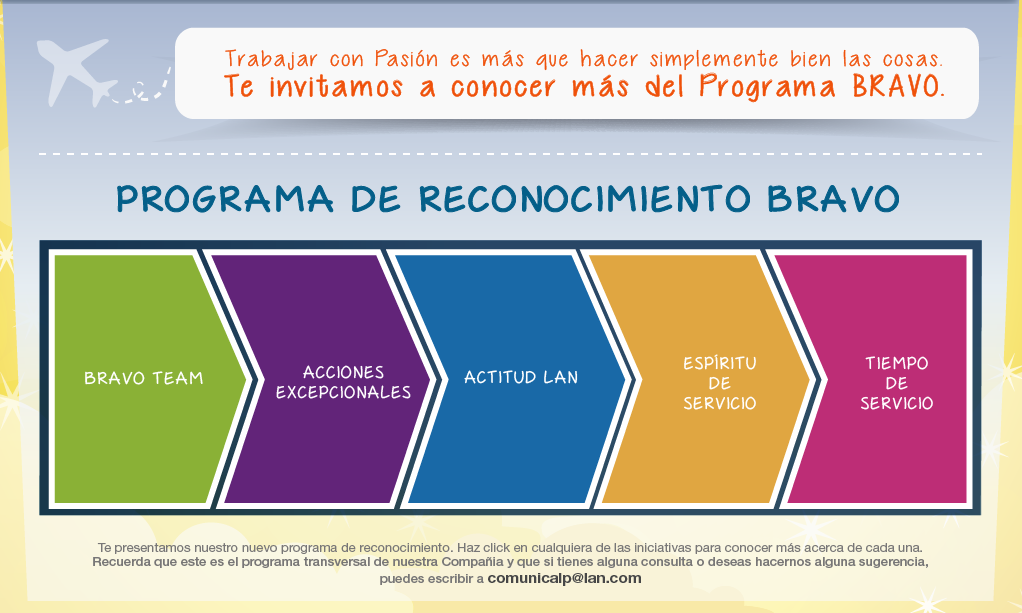 Trabajar con Pasión es más que hacer simplemente bien las cosas.
Te invitamos a conocer más del Programa BRAVO.
PROGRAMA DE RECONOCIMIENTO BRAVO
BRAVO TEAM
ACCIONES
EXCEPCIONALES
ACTITUD LAN
ESPÍRITU
DE
SERVICIO
TIEMPO
DE
SERVICIO
Te presentamos nuestro nuevo programa de reconocimiento. Haz click en cualquiera de las iniciativas para conocer más acerca de cada una.
Recuerda que este es el programa transversal de nuestra Compañia y que si tienes alguna consulta o deseas hacernos alguna sugerencia,
puedes escribir a comunicalp@lan.com